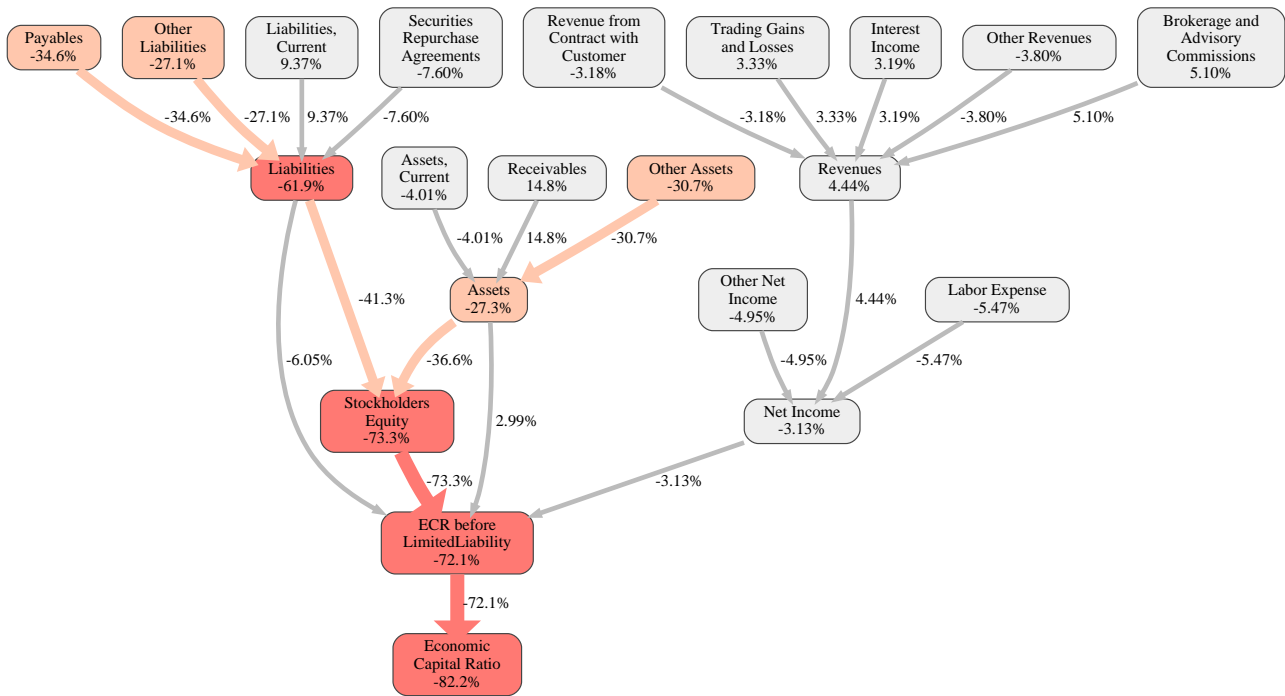 Payables
-34.6%
Other
Liabilities
-27.1%
Liabilities,
Current
9.37%
Securities
Repurchase
Agreements
-7.60%
Revenue from
Contract with
Customer
-3.18%
Trading Gains
and Losses
3.33%
Interest
Income
3.19%
Other Revenues
-3.80%
Brokerage and
Advisory
Commissions
5.10%
-34.6%
-27.1%
9.37%
-7.60%
-3.18%
3.33%
3.19%
-3.80%
5.10%
Liabilities
-61.9%
Assets,
Current
-4.01%
Receivables
14.8%
Other Assets
-30.7%
Revenues
4.44%
-4.01%
14.8%
-30.7%
-41.3%
Assets
-27.3%
Other Net
Income
-4.95%
4.44%
Labor Expense
-5.47%
-6.05%
-36.6%
-4.95%
-5.47%
Stockholders
Equity
-73.3%
2.99%
Net Income
-3.13%
-73.3%
-3.13%
ECR before
LimitedLiability
-72.1%
-72.1%
Economic
Capital Ratio
-82.2%